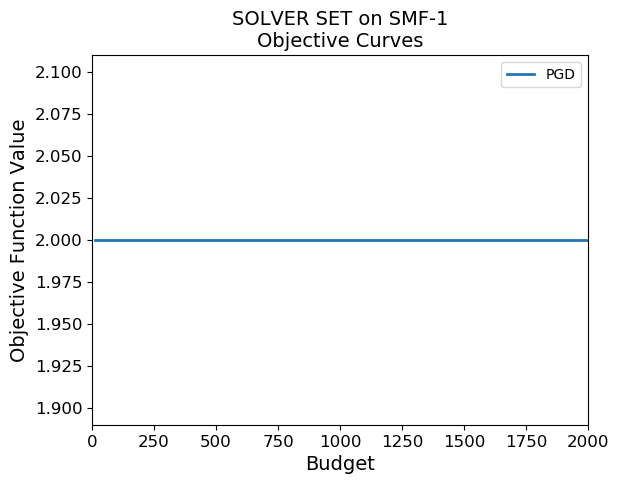 SOLVER SET on SMF-1
Objective Curves
PGD
Objective Function Value
2.100
2.075
2.050
2.025
2.000
1.975
1.950
1.925
1.900
0 250 500 750 1000 1250 1500 1750 2000
Budget